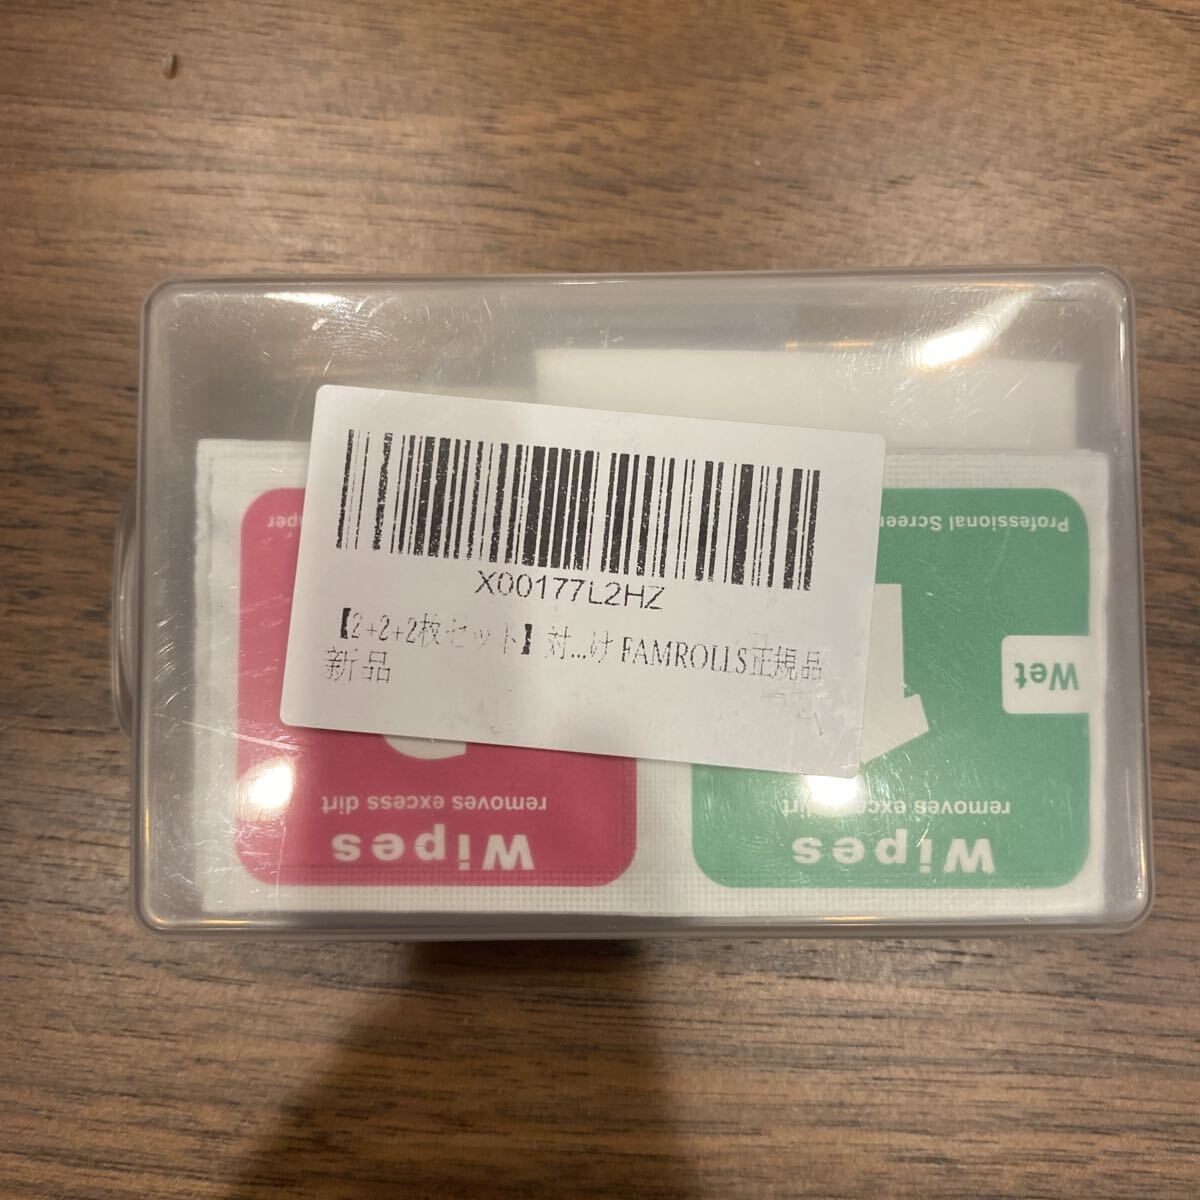 X00177L2HZ
【2+2+2枚セット】対...け FAMROLLS正規品
新品
Wipes
removes excess dirt
Wipes
removes excess dirt
Wet
Professional